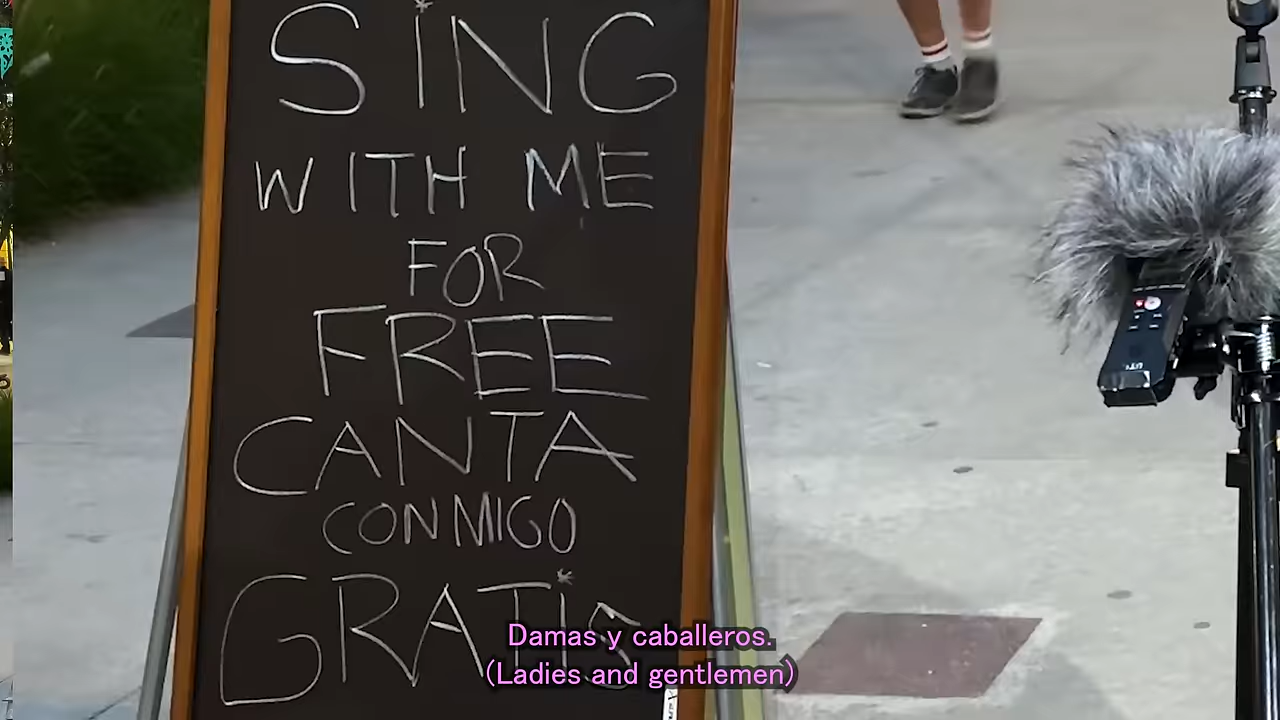 SiNG
WITH ME
FOR
FREE
CANTA
CONMIGO
GRATiS
Damas y caballeros.
(Ladies and gentlemen)